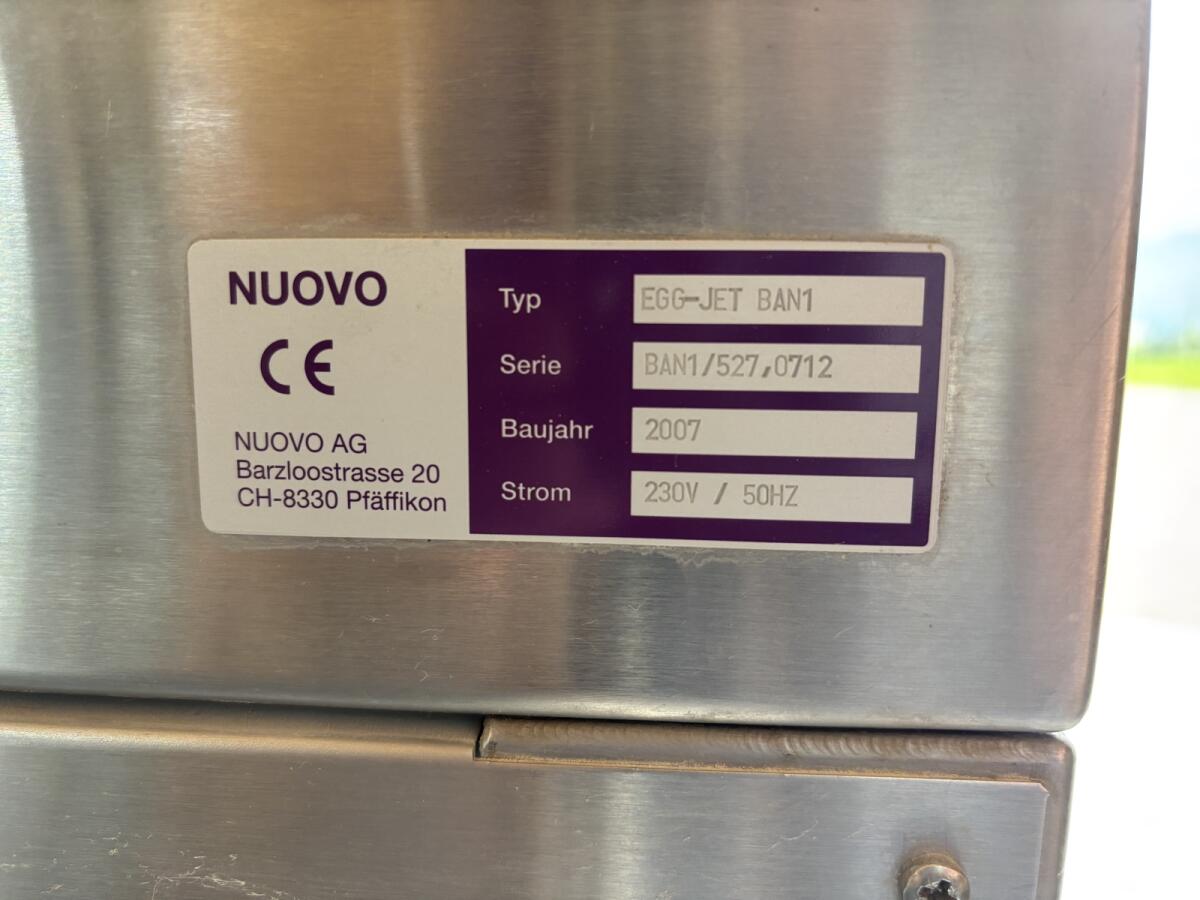 NUOVO
CE
NUOVO AG
Barzloostrasse 20
CH-8330 Pfäffikon
Typ EGG-JET BAN1
Serie BAN1/527,0712
Baujahr 2007
Strom 230V / 50HZ